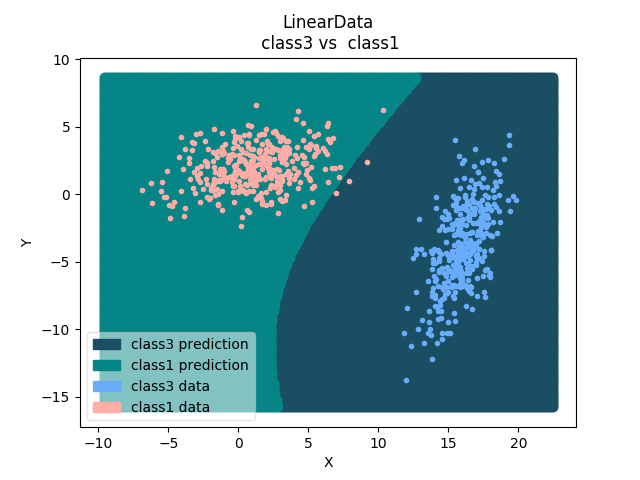 LinearData
class3 vs  class1
Y
10
5
0
−5
−10
−15
class3 prediction
class1 prediction
class3 data
class1 data
−10
−5
0
5
10
15
20
X